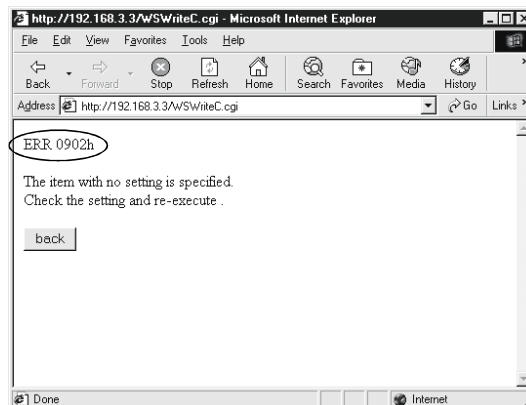 http://192.168.3.3/WSWriteC.cgi - Microsoft Internet Explorer
File Edit View Favorites Tools Help
Back Forward Stop Refresh Home Search Favorites Media History »
Address http://192.168.3.3/WSWriteC.cgi Go Links »
ERR 0902h
The item with no setting is specified.
Check the setting and re-execute .
back
Done Internet